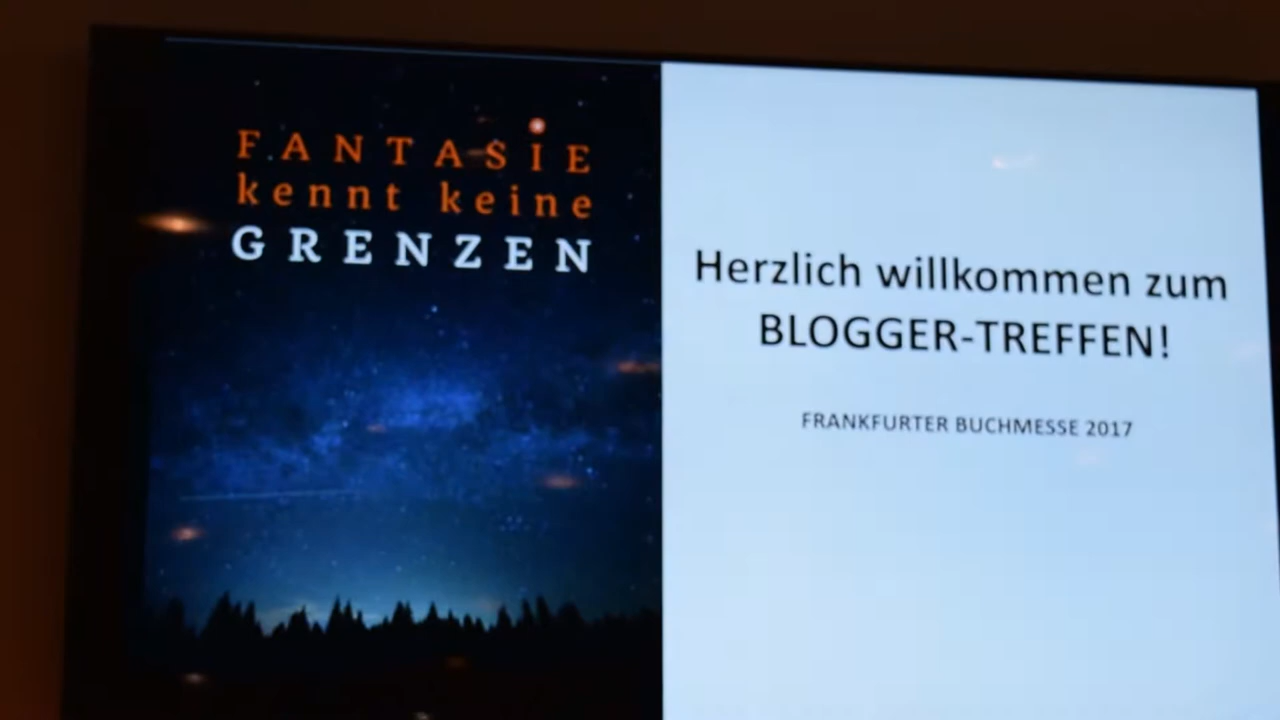 FANTASIE
kennt keine
GRENZEN
Herzlich willkommen zum
BLOGGER-TREFFEN!
FRANKFURTER BUCHMESSE 2017